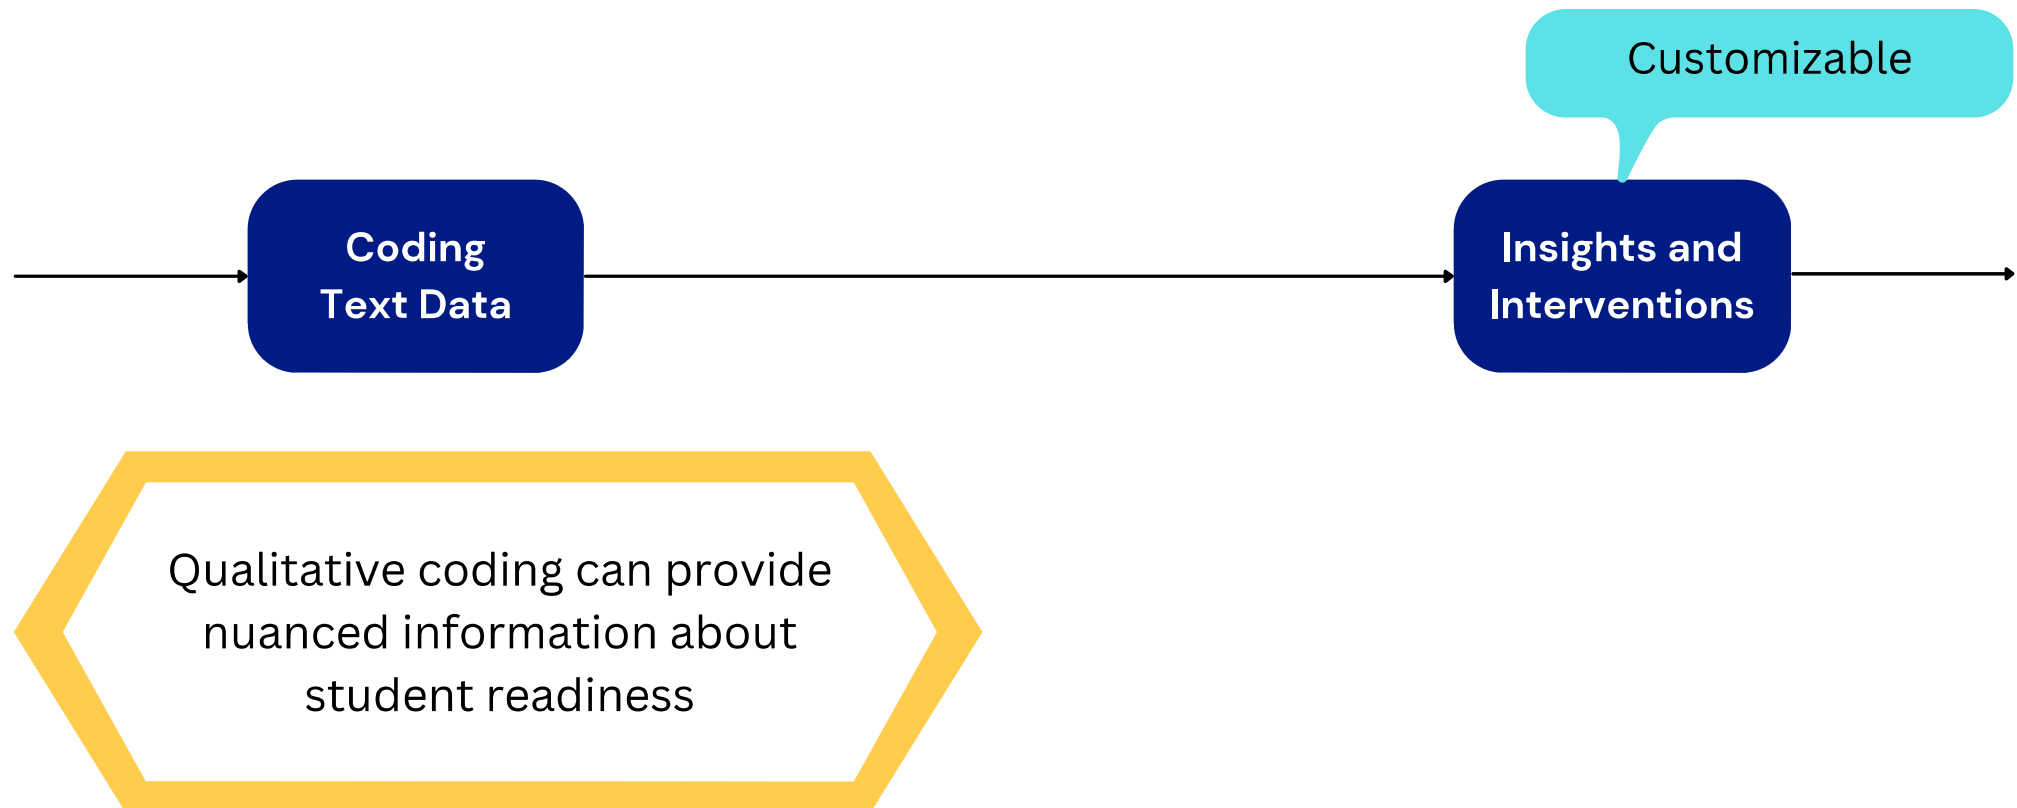 Customizable
Coding
Text Data
Insights and
Interventions
Qualitative coding can provide
nuanced information about
student readiness